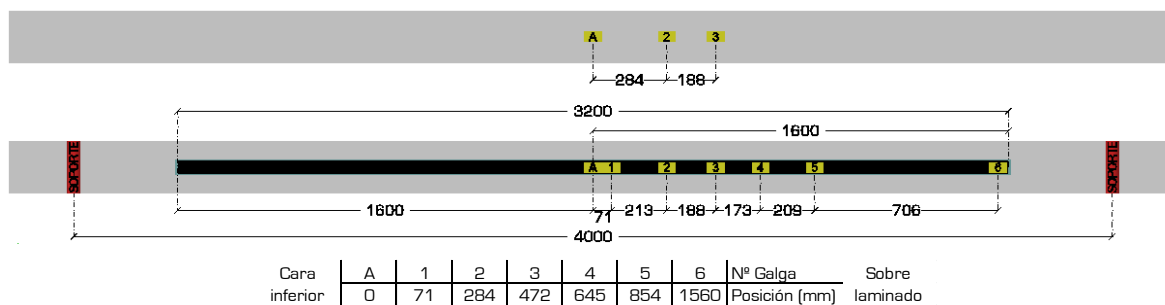 A 2 3
284 188
3200
1600
SOPORTE A 1 2 3 4 5 6 SOPORTE
1600 71 213 188 173 209 706
4000
Cara A 1 2 3 4 5 6 Nº Galga Sobre
inferior 0 71 284 472 645 854 1560 Posición (mm) laminado